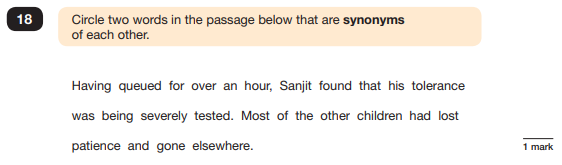 18
Circle two words in the passage below that are synonyms
of each other.
Having queued for over an hour, Sanjit found that his tolerance
was being severely tested. Most of the other children had lost
patience and gone elsewhere.
1 mark